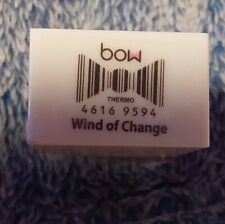 bow
THERMO
4616 9594
Wind of Change